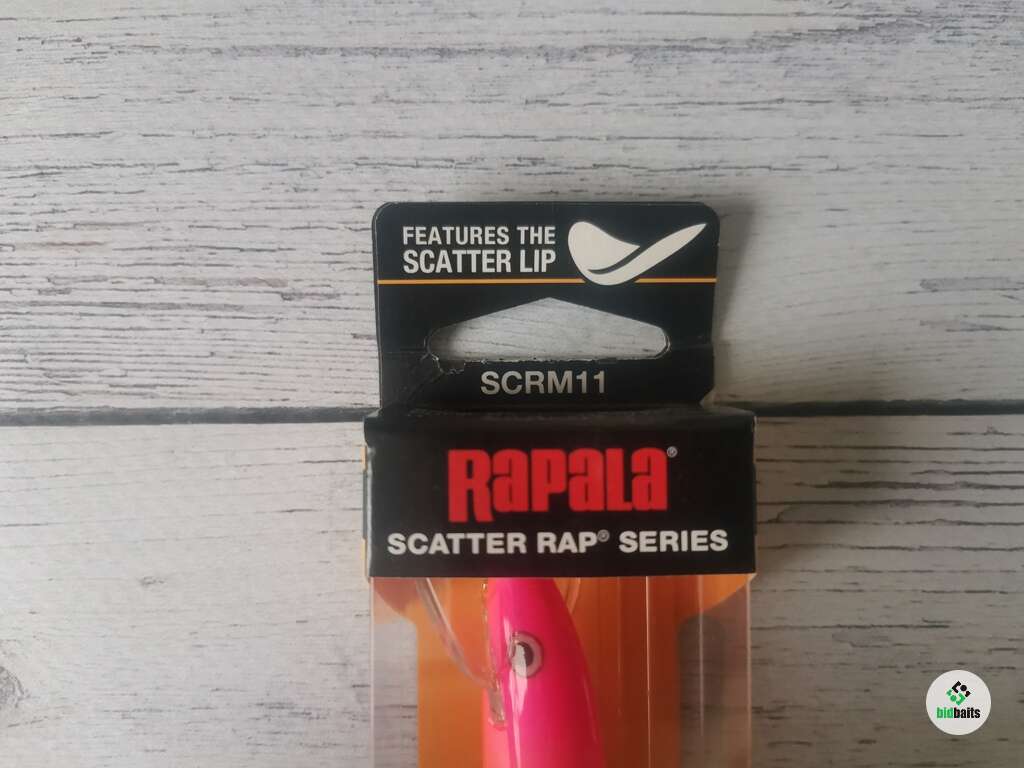 FEATURES THE
SCATTER LIP
SCRM11
RAPALA®
SCATTER RAP® SERIES
bidbaits